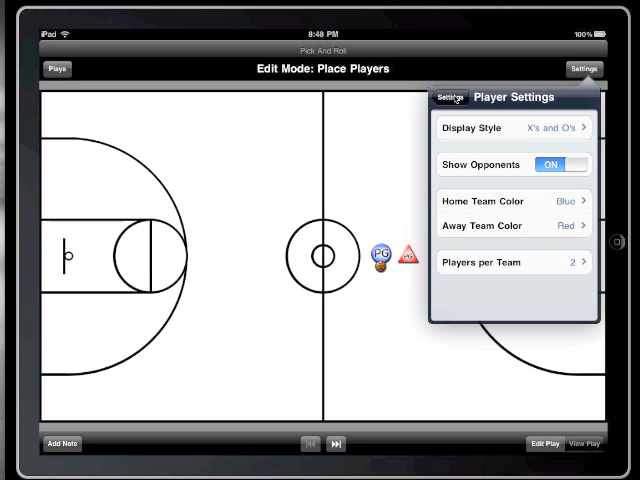 iPad 8:48 PM 100%
Pick And Roll
Plays Edit Mode: Place Players Settings
Settings Player Settings
Display Style X's and O's
Show Opponents ON
Home Team Color Blue
Away Team Color Red
Players per Team 2
PG PG
Add Note Edit Play View Play